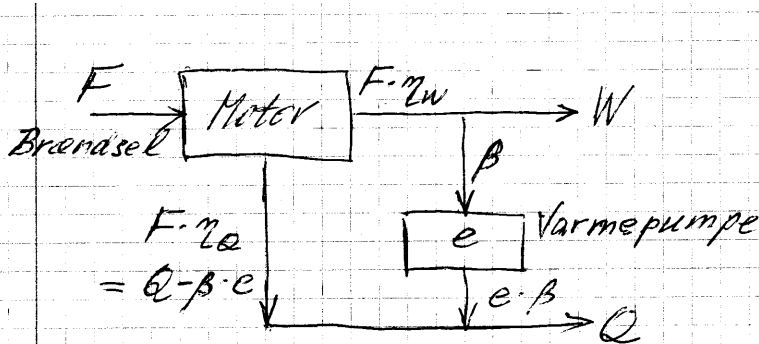 F
Brændsel
Motor
F·η_W
W
β
e
Varmepumpe
F·η_Q
= Q-β·e
e·β
Q